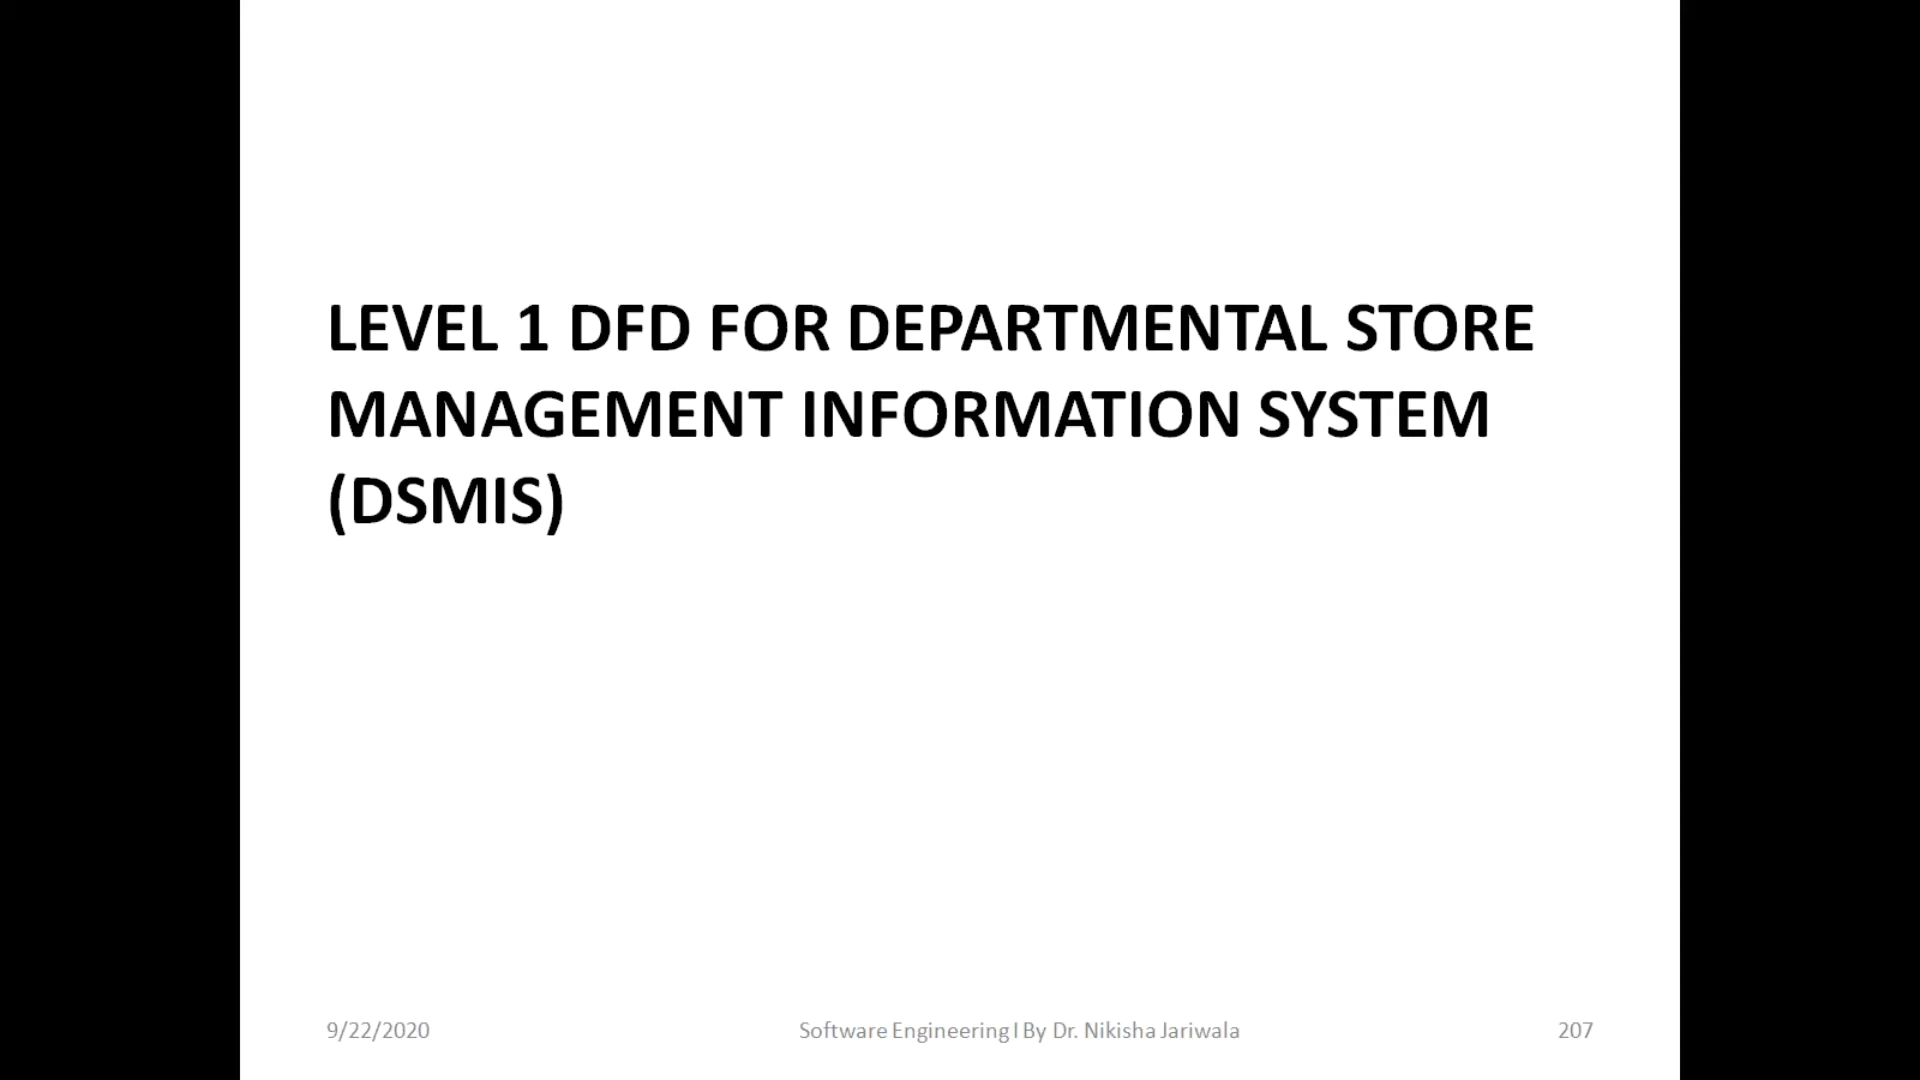 LEVEL 1 DFD FOR DEPARTMENTAL STORE
MANAGEMENT INFORMATION SYSTEM
(DSMIS)
9/22/2020
Software Engineering I By Dr. Nikisha Jariwala
207